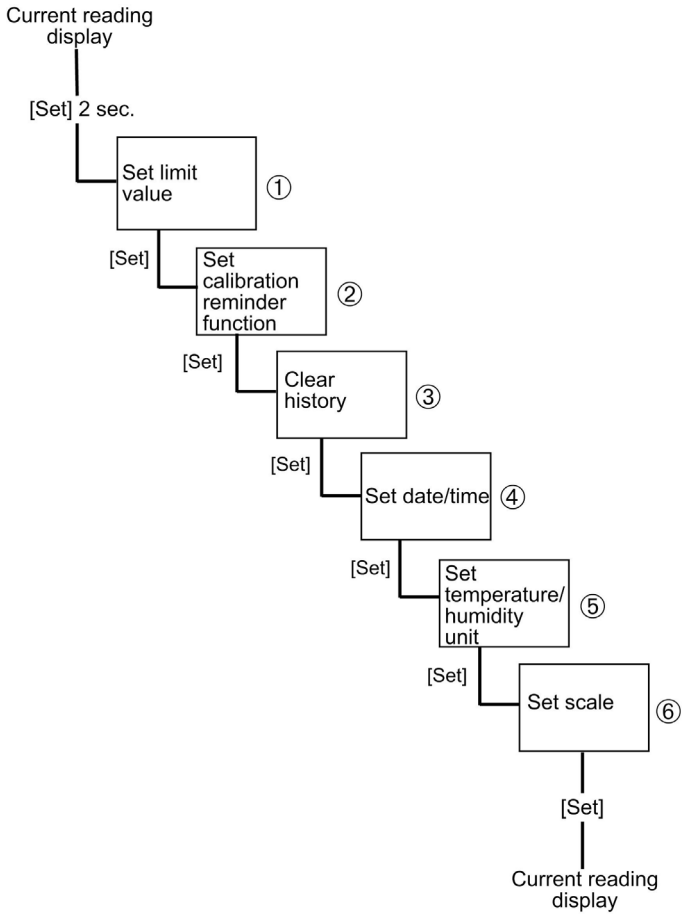 Current reading
display
[Set] 2 sec.
Set limit
value
①
[Set]
Set
calibration
reminder
function
②
[Set]
Clear
history
③
[Set]
Set date/time
④
[Set]
Set
temperature/
humidity
unit
⑤
[Set]
Set scale
⑥
[Set]
Current reading
display